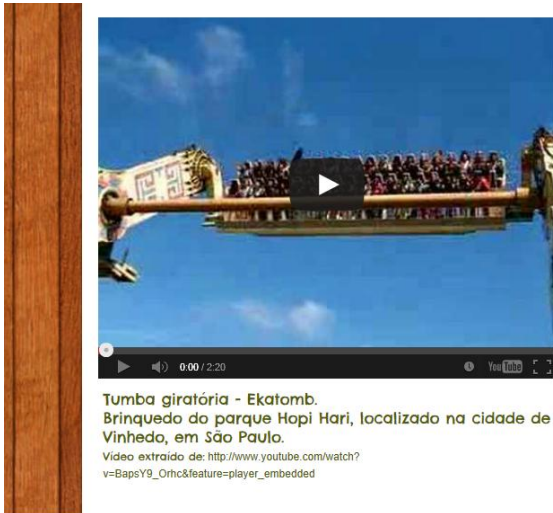 0:00 / 2:20
YouTube
Tumba giratória - Ekatomb.
Brinquedo do parque Hopi Hari, localizado na cidade de
Vinhedo, em São Paulo.
Vídeo extraído de: http://www.youtube.com/watch?
v=BapsY9_Orhc&feature=player_embedded